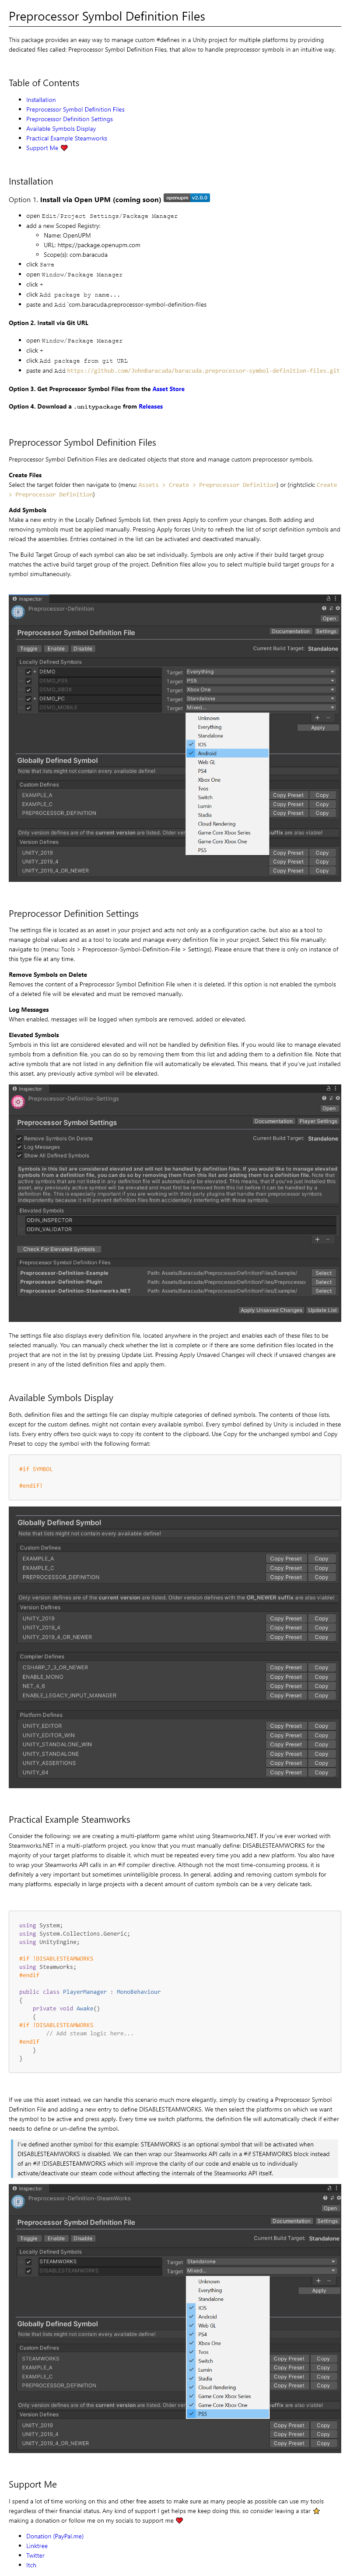 Preprocessor Symbol Definition Files
This package provides an easy way to manage custom #defines in a Unity project for multiple platforms by providing
dedicated files called: Preprocessor Symbol Definition Files. that allow to handle preprocessor symbols in an intuitive way.
Table of Contents
Installation
Preprocessor Symbol Definition Files
Preprocessor Definition Settings
Available Symbols Display
Practical Example Steamworks
Support Me ❤️
Installation
Option 1. Install via Open UPM (coming soon) openupm v2.0.0
open Edit/Project Settings/Package Manager
add a new Scoped Registry:
Name: OpenUPM
URL: https://package.openupm.com
Scope(s): com.baracuda
click Save
open Window/Package Manager
click +
click Add package by name...
paste and Add `com.baracuda.preprocessor-symbol-definition-files
Option 2. Install via Git URL
open Window/Package Manager
click +
click Add package from git URL
paste and Add https://github.com/JohnBaracuda/baracuda.preprocessor-symbol-definition-files.git
Option 3. Get Preprocessor Symbol Files from the Asset Store
Option 4. Download a .unitypackage from Releases
Preprocessor Symbol Definition Files
Preprocessor Symbol Definition Files are dedicated objects that store and manage custom preprocessor symbols.
Create Files
Select the target folder then navigate to (menu: Assets > Create > Preprocessor Definition) or (rightclick: Create
> Preprocessor Definition)
Add Symbols
Make a new entry in the Locally Defined Symbols list, then press Apply to confirm your changes. Both adding and
removing symbols must be applied manually. Pressing Apply forces Unity to refresh the list of script definition symbols and
reload the assemblies. Entries contained in the list can be activated and deactivated manually.
The Build Target Group of each symbol can also be set individually. Symbols are only active if their build target group
matches the active build target group of the project. Definition files allow you to select multiple build target groups for a
symbol simultaneously.
Inspector
Preprocessor-Definition
Open
Preprocessor Symbol Definition File Documentation Settings
Toggle Enable Disable Current Build Target: Standalone
Locally Defined Symbols
DEMO Target Everything
DEMO_PS5 Target PS5
DEMO_XBOX Target Xbox One
DEMO_PC Target Standalone
DEMO_MOBILE Target Mixed...
Unknown
Everything
Standalone
iOS
Android
Web GL
PS4
Xbox One
Tvos
Switch
Lumin
Stadia
Cloud Rendering
Game Core Xbox Series
Game Core Xbox One
PS5
Apply
Globally Defined Symbol
Note that lists might not contain every available define!
Custom Defines
EXAMPLE_A Copy Preset Copy
EXAMPLE_C Copy Preset Copy
PREPROCESSOR_DEFINITION Copy Preset Copy
Only version defines are of the current version are listed. Older ver uffix are also viable!
Version Defines
UNITY_2019 Copy Preset Copy
UNITY_2019_4 Copy Preset Copy
UNITY_2019_4_OR_NEWER Copy Preset Copy
Preprocessor Definition Settings
The settings file is located as an asset in your project and acts not only as a configuration cache, but also as a tool to
manage global values and as a tool to locate and manage every definition file in your project. Select this file manually:
navigate to (menu: Tools > Preprocessor-Definition-File > Settings). Please ensure that there is only on instance of
this type file at any time.
Remove Symbols on Delete
Removes the content of a Preprocessor Symbol Definition File when it is deleted. If this option is not enabled the symbols
of a deleted file will be elevated and must be removed manually.
Log Messages
When enabled, messages will be logged when symbols are removed, added or elevated.
Elevated Symbols
Symbols in this list are considered elevated and will not be handled by definition files. If you would like to manage elevated
symbols from a definition file, you can do so by removing them from this list and adding them to a definition file. Note that
active symbols that are not listed in any definition file will automatically be elevated. This means, that if you've just installed
this asset, any previously active symbol will be elevated.
Inspector
Preprocessor-Definition-Settings
Open
Preprocessor Symbol Settings Documentation Player Settings
Remove Symbols On Delete Current Build Target: Standalone
Log Messages
Show All Defined Symbols
Symbols in this list are considered elevated and will not be handled by definition files. If you would like to manage elevated
symbols from a definition file, you can do so by removing them from this list and adding them to a definition file. Note that
active symbols that are not listed in any definition file will automatically be elevated. This means, that if you've just installed
this asset, any previously active symbol will be elevated and must first be removed from this list before it can be handled by a
definition file. This is especially important if you are working with third party plugins that handle their preprocessor symbols
independently because it will prevent definition files from accidentally interfering with those symbols.
Elevated Symbols
ODIN_INSPECTOR
ODIN_VALIDATOR
Check For Elevated Symbols
Preprocessor Symbol Definition Files
Preprocessor-Definition-Example Path: Assets/Baracuda/PreprocessorDefinitionFiles/Example/ Select
Preprocessor-Definition-Plugin Path: Assets/Baracuda/PreprocessorDefinitionFiles/Preprocessor Select
Preprocessor-Definition-Steamworks.NET Path: Assets/Baracuda/PreprocessorDefinitionFiles/Example/ Select
Apply Unsaved Changes Update List
The settings file also displays every definition file, located anywhere in the project and enables each of these files to be
selected manually. You can manually check whether the list is complete or if there are some definition files located in the
project that are not in the list by pressing Update List. Pressing Apply Unsaved Changes will check if unsaved changes are
present in any of the listed definition files and apply them.
Available Symbols Display
Both, definition files and the settings file can display multiple categories of defined symbols. The contents of these lists,
except for the custom defines, might not contain every available symbol. Every symbol defined by Unity is included in these
lists. Every entry offers two quick ways to copy its content to the clipboard. Use Copy for the unchanged symbol and Copy
Preset to copy the symbol with the following format:
#if SYMBOL
#endif!
Globally Defined Symbol
Note that lists might not contain every available define!
Custom Defines
EXAMPLE_A Copy Preset Copy
EXAMPLE_C Copy Preset Copy
PREPROCESSOR_DEFINITION Copy Preset Copy
Only version defines are of the current version are listed. Older version defines with the OR_NEWER suffix are also viable!
Version Defines
UNITY_2019 Copy Preset Copy
UNITY_2019_4 Copy Preset Copy
UNITY_2019_4_OR_NEWER Copy Preset Copy
Compiler Defines
CSHARP_7_3_OR_NEWER Copy Preset Copy
ENABLE_MONO Copy Preset Copy
NET_4_6 Copy Preset Copy
ENABLE_LEGACY_INPUT_MANAGER Copy Preset Copy
Platform Defines
UNITY_EDITOR Copy Preset Copy
UNITY_EDITOR_WIN Copy Preset Copy
UNITY_STANDALONE_WIN Copy Preset Copy
UNITY_STANDALONE Copy Preset Copy
UNITY_ASSERTIONS Copy Preset Copy
UNITY_64 Copy Preset Copy
Practical Example Steamworks
Consider the following: we are creating a multi-platform game whilst using Steamworks.NET. If you've ever worked with
Steamworks.NET in a multi-platform project, you know that you must manually define: DISABLESTEAMWORKS for the
majority of your target platforms to disable it, which must be repeated every time you add a new platform. You also have
to wrap your Steamworks API calls in an #if compiler directive. Although not the most time-consuming process, it is
definitely a very important but sometimes unintelligible process. In general, adding and removing custom symbols for
many platforms, especially in large projects with a decent amount of custom symbols can be a very delicate task.
using System;
using System.Collections.Generic;
using UnityEngine;
#if !DISABLESTEAMWORKS
using Steamworks;
#endif
public class PlayerManager : MonoBehaviour
{
private void Awake()
{
#if !DISABLESTEAMWORKS
// Add steam logic here...
#endif
}
}
If we use this asset instead, we can handle this scenario much more elegantly, simply by creating a Preprocessor Symbol
Definition File and adding a new entry to define DISABLESTEAMWORKS. We then select the platforms on which we want
the symbol to be active and press apply. Every time we switch platforms, the definition file will automatically check if either
needs to define or un-define the symbol.
I've defined another symbol for this example: STEAMWORKS is an optional symbol that will be activated when
DISABLESTEAMWORKS is disabled. We can then wrap our Steamworks API calls in a #if STEAMWORKS block instead
of an #if !DISABLESTEAMWORKS which will improve the clarity of our code and enable us to individually
activate/deactivate our steam code without affecting the internals of the Steamworks API itself.
Inspector
Preprocessor-Definition-SteamWorks
Open
Preprocessor Symbol Definition File Documentation Settings
Toggle Enable Disable Current Build Target: Standalone
Locally Defined Symbols
STEAMWORKS Target Standalone
DISABLESTEAMWORKS Target Mixed...
Unknown
Everything
Standalone
iOS
Android
Web GL
PS4
Xbox One
Tvos
Switch
Lumin
Stadia
Cloud Rendering
Game Core Xbox Series
Game Core Xbox One
PS5
Apply
Globally Defined Symbols
Note that lists might not contain every available define!
Custom Defines
STEAMWORKS Copy Preset Copy
EXAMPLE_A Copy Preset Copy
EXAMPLE_C Copy Preset Copy
PREPROCESSOR_DEFINITION Copy Preset Copy
Only version defines are of the current version are listed. Older ver uffix are also viable!
Version Defines
UNITY_2019 Copy Preset Copy
UNITY_2019_4 Copy Preset Copy
UNITY_2019_4_OR_NEWER Copy Preset Copy
Support Me
I spend a lot of time working on this and other free assets to make sure as many people as possible can use my tools
regardless of their financial status. Any kind of support I get helps me keep doing this, so consider leaving a star ⭐
making a donation or follow me on my socials to support me ❤️
Donation (PayPal.me)
Linktree
Twitter
Itch